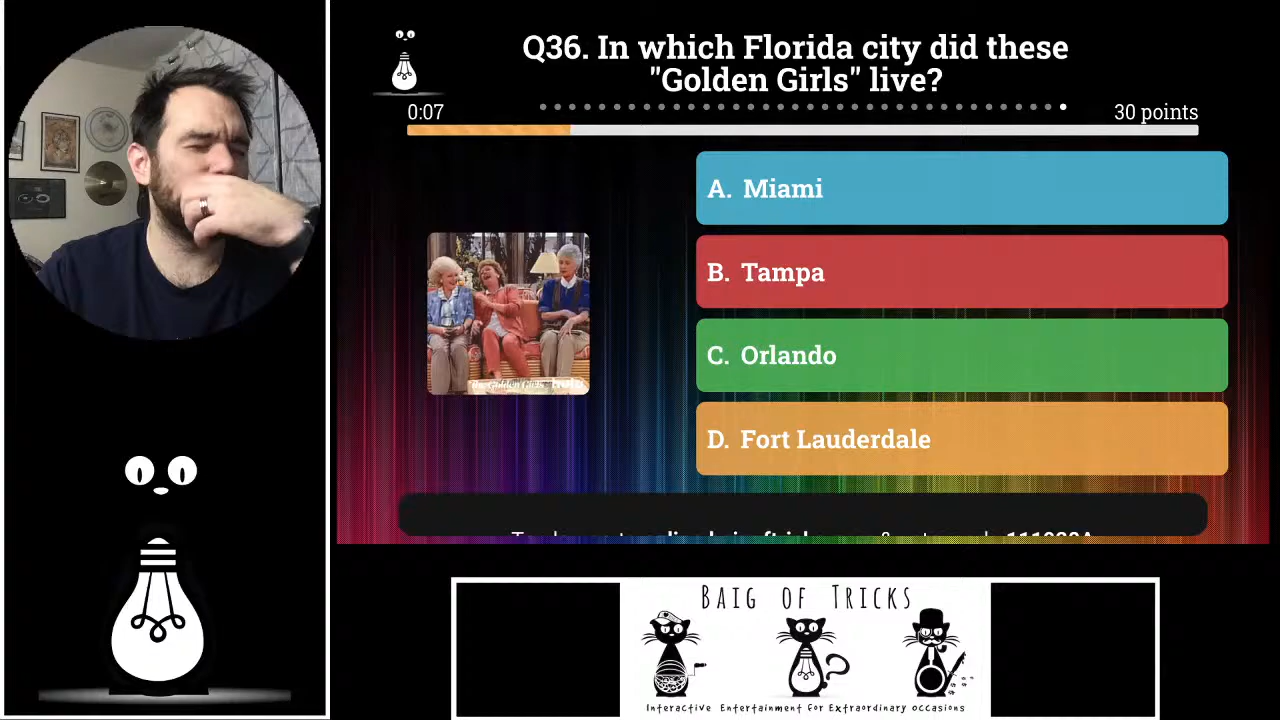 Q36. In which Florida city did these
"Golden Girls" live?
0:07
30 points
A. Miami
B. Tampa
C. Orlando
D. Fort Lauderdale
BAIG OF TRICKS
Interactive Entertainment for Extraordinary occasions